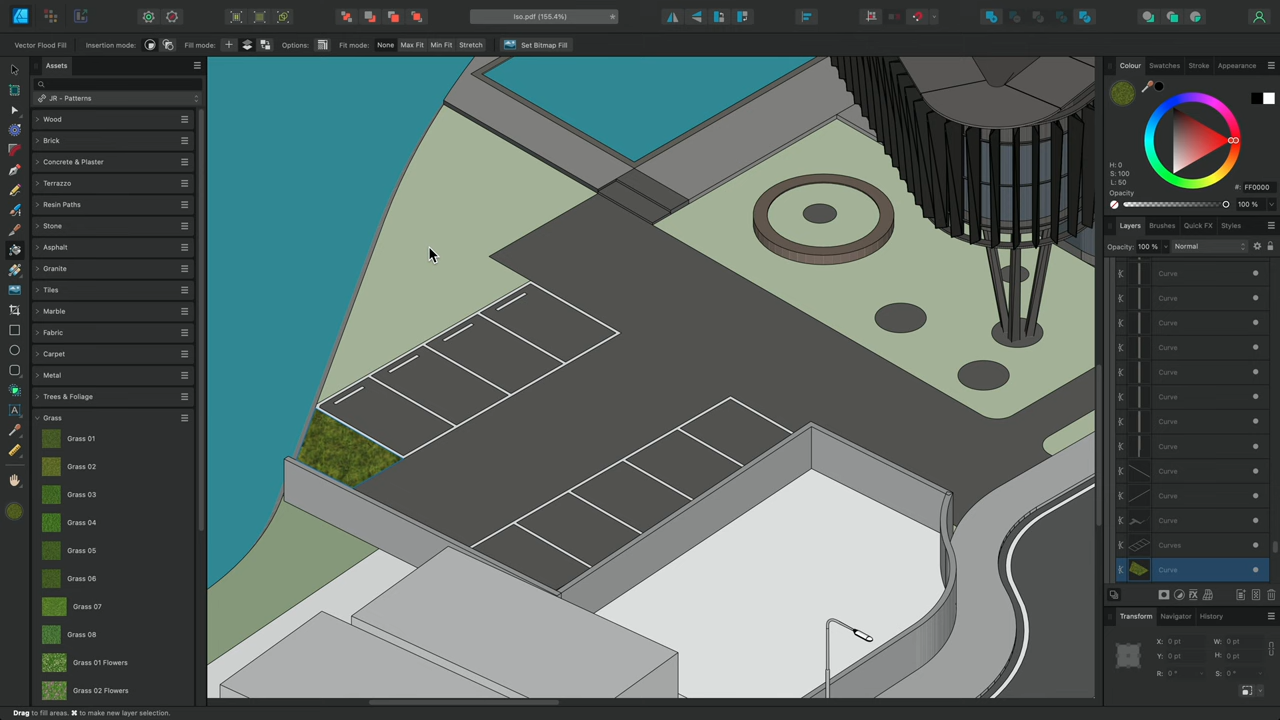 Iso.pdf (155.4%)
Vector Flood Fill
Insertion mode:
Fill mode:
Options:
Fit mode: None Max Fit Min Fit Stretch
Set Bitmap Fill
Assets
JR - Patterns
Wood
Brick
Concrete & Plaster
Terrazzo
Resin Paths
Stone
Asphalt
Granite
Tiles
Marble
Fabric
Carpet
Metal
Trees & Foliage
Grass
Grass 01
Grass 02
Grass 03
Grass 04
Grass 05
Grass 06
Grass 07
Grass 08
Grass 01 Flowers
Grass 02 Flowers
Colour Swatches Stroke Appearance
H: 0
S: 100
L: 50
#: FF0000
Opacity
100 %
Layers Brushes Quick FX Styles
Opacity: 100 % Normal
Curve
Curve
Curve
Curve
Curve
Curve
Curve
Curve
Curve
Curve
Curve
Curves
Curve
Transform Navigator History
X: 0 pt W: 0 pt
Y: 0 pt H: 0 pt
R: 0 ° S: 0 °
Drag to fill areas. ⌘ to make new layer selection.